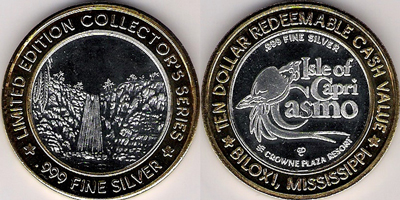 LIMITED EDITION COLLECTOR'S SERIES
.999 FINE SILVER
TEN DOLLAR REDEEMABLE CASH VALUE
.999 FINE SILVER
Isle of
Capri
Casino
CROWNE PLAZA RESORT
BILOXI, MISSISSIPPI